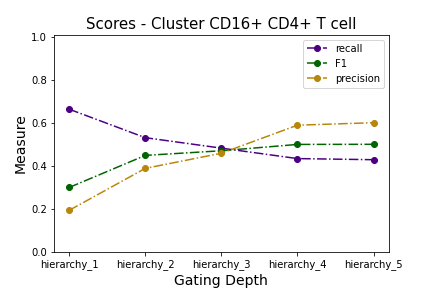 Scores - Cluster CD16+ CD4+ T cell
1.0
0.8
0.6
0.4
0.2
0.0
Measure
recall
F1
precision
hierarchy_1 hierarchy_2 hierarchy_3 hierarchy_4 hierarchy_5
Gating Depth